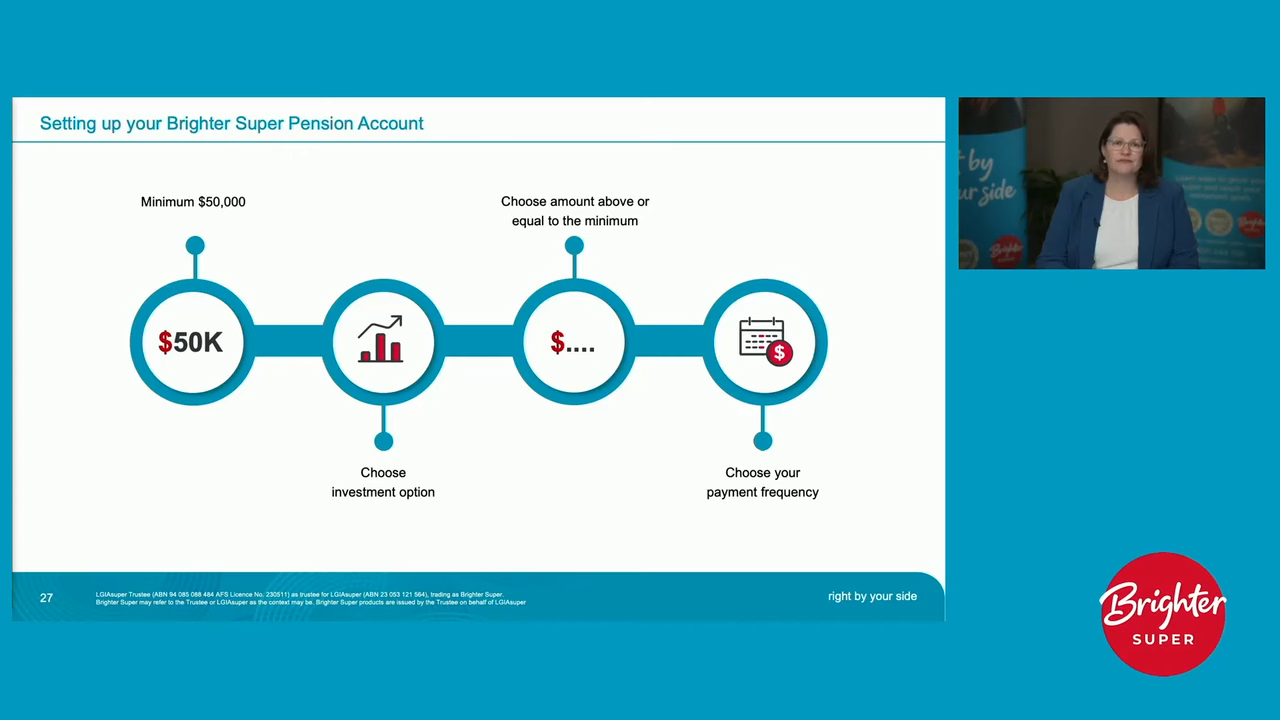 Setting up your Brighter Super Pension Account
Minimum $50,000
Choose amount above or
equal to the minimum
$50K
$....
$
Choose
investment option
Choose your
payment frequency
27
LGIAsuper Trustee (ABN 94 085 088 484 AFS Licence No. 230511) as trustee for LGIAsuper (ABN 23 053 121 564), trading as Brighter Super.
Brighter Super may refer to the Trustee or LGIAsuper as the context may be. Brighter Super products are issued by the Trustee on behalf of LGIAsuper
right by your side
by
side
Brighter
SUPER